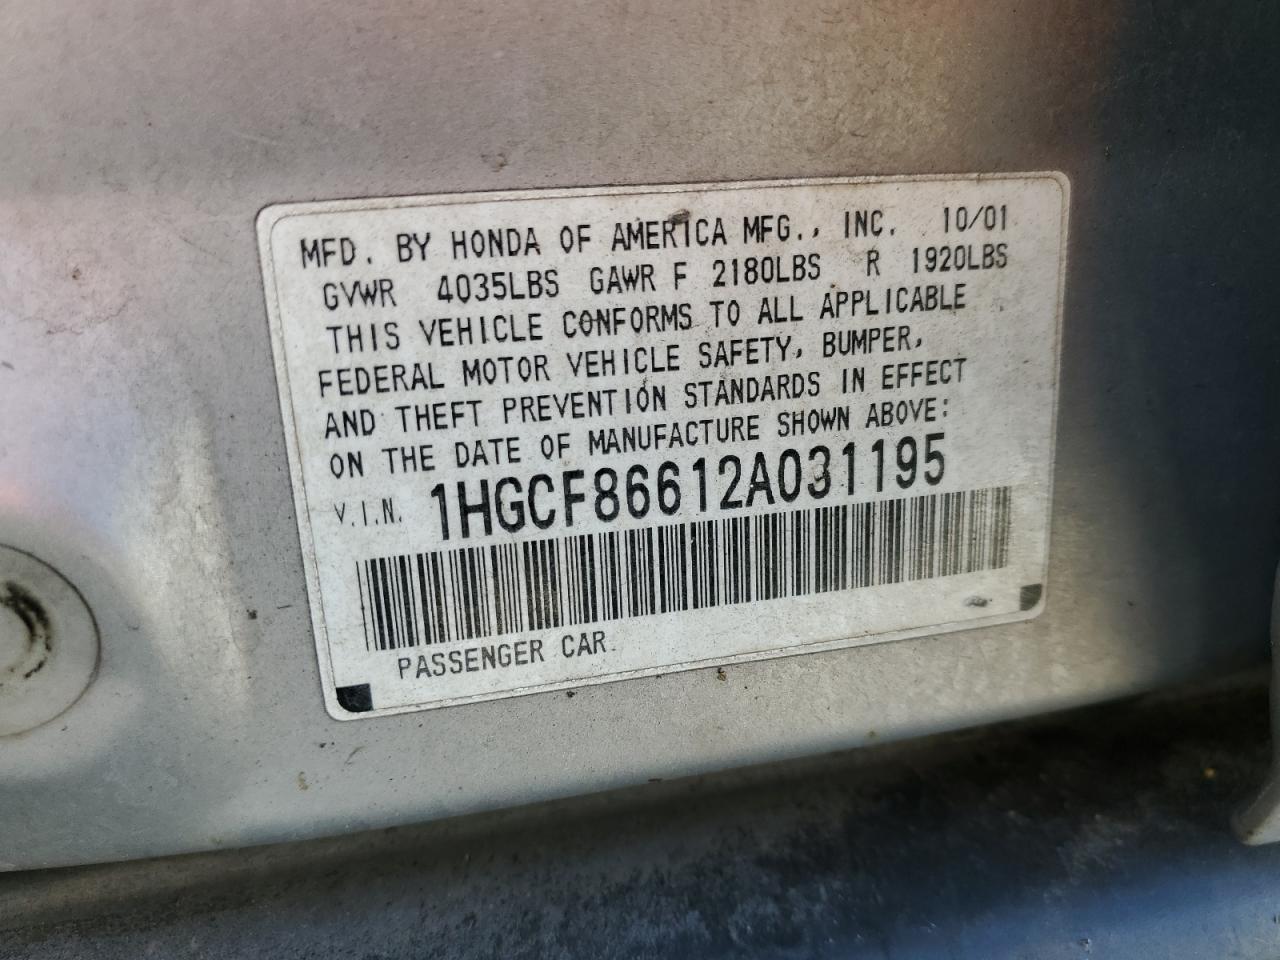 MFD. BY HONDA OF AMERICA MFG., INC. 10/01
GVWR 4035LBS GAWR F 2180LBS R 1920LBS
THIS VEHICLE CONFORMS TO ALL APPLICABLE
FEDERAL MOTOR VEHICLE SAFETY, BUMPER,
AND THEFT PREVENTION STANDARDS IN EFFECT
ON THE DATE OF MANUFACTURE SHOWN ABOVE:
V.I.N. 1HGCF86612A031195
PASSENGER CAR